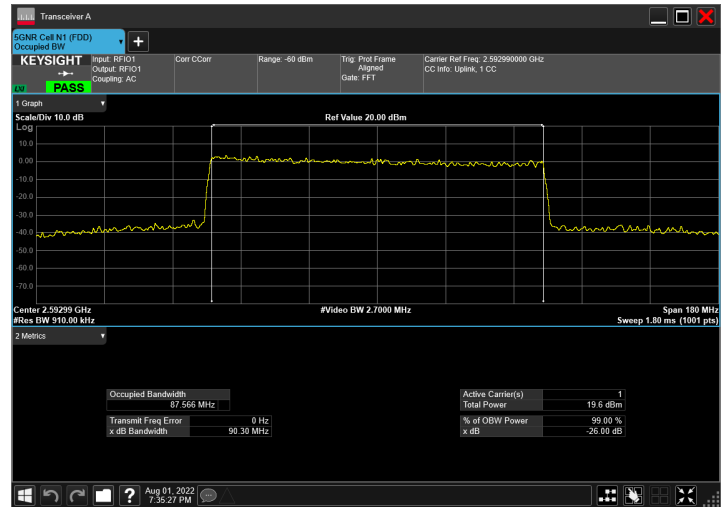 Transceiver A
5GNR Cell N1 (FDD)
Occupied BW
KEYSIGHT
LXI
PASS
Input: RFIO1
Output: RFIO1
Coupling: AC
Corr CCorr
Range: -60 dBm
Trig: Prot Frame
Aligned
Gate: FFT
Carrier Ref Freq: 2.592990000 GHz
CC Info: Uplink, 1 CC
1 Graph
Scale/Div 10.0 dB
Ref Value 20.00 dBm
Log
10.0
0.00
-10.0
-20.0
-30.0
-40.0
-50.0
-60.0
-70.0
Center 2.59299 GHz
#Video BW 2.7000 MHz
Span 180 MHz
#Res BW 910.00 kHz
Sweep 1.80 ms (1001 pts)
2 Metrics
Occupied Bandwidth
87.566 MHz
Transmit Freq Error 0 Hz
x dB Bandwidth 90.30 MHz
Active Carrier(s) 1
Total Power 19.6 dBm
% of OBW Power 99.00 %
x dB -26.00 dB
?
Aug 01, 2022
7:35:27 PM